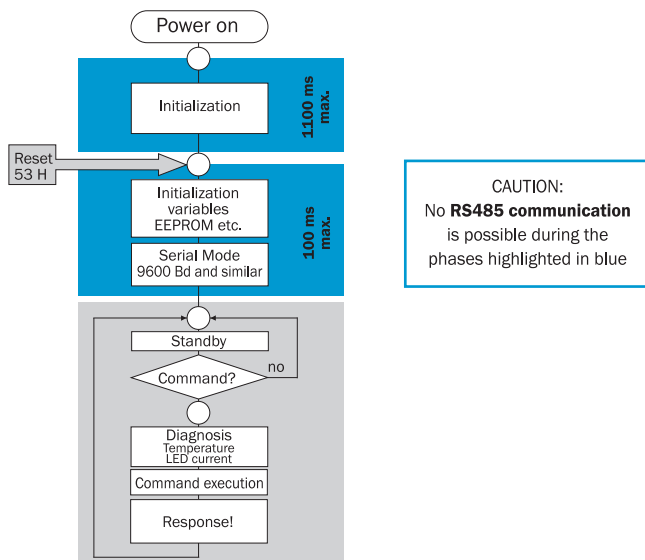 Power on
Initialization
1100 ms
max.
Reset
53 H
Initialization
variables
EEPROM etc.
Serial Mode
9600 Bd and similar
100 ms
max.
CAUTION:
No RS485 communication
is possible during the
phases highlighted in blue
Standby
Command?
no
Diagnosis
Temperature
LED current
Command execution
Response!